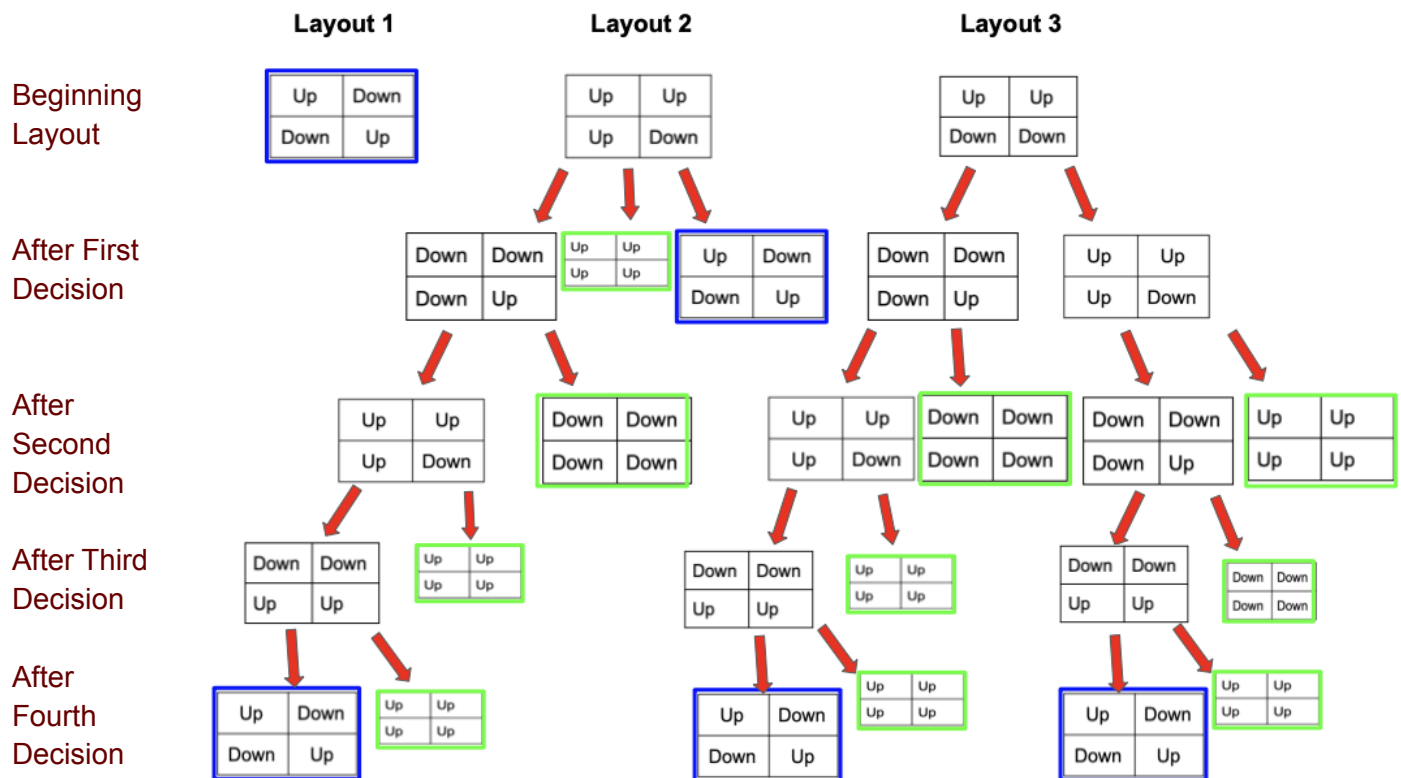 Layout 1 Layout 2 Layout 3
Beginning
Layout
Up Down Up Up Up Up
Down Up Up Down Down Down
After First
Decision
Down Down Up Up Up Down Down Down Up Up
Down Up Up Up Down Up Down Up Up Down
After
Second
Decision
Up Up Down Down Up Up Down Down Down Down Up Up
Up Down Down Down Up Down Down Down Down Up Up Up
After Third
Decision
Down Down Up Up Down Down Up Up Down Down Down Down
Up Up Up Up Up Up Up Up Up Up Down Down
After
Fourth
Decision
Up Down Up Up Up Down Up Up Up Down Up Up
Down Up Up Up Down Up Up Up Down Up Up Up